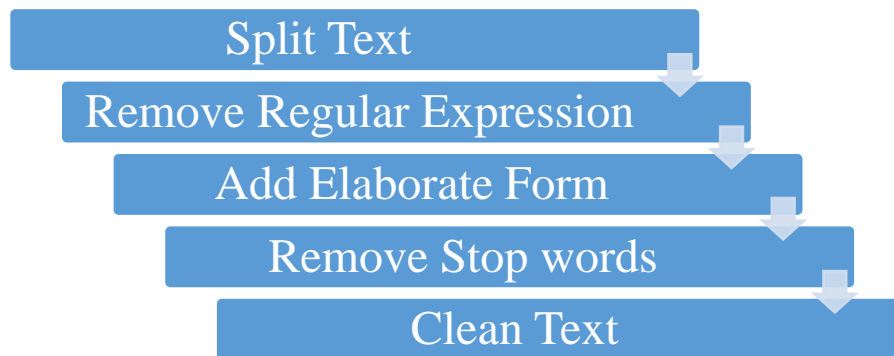 Split Text
Remove Regular Expression
Add Elaborate Form
Remove Stop words
Clean Text